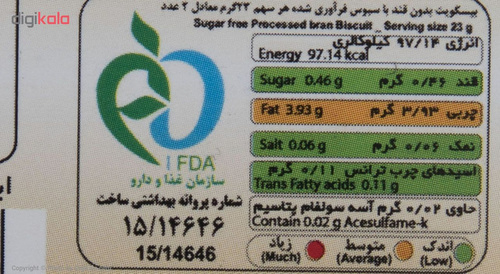 digikala
بیسکویت بدون قند با سبوس فرآوری شده هر سهم ۲۳گرم معادل ۲ عدد
Sugar free Processed bran Biscuit _ Serving size 23 g
انرژی ۹۷/۱۴ کیلوکالری
Energy 97.14 kcal
Sugar 0.46 g قند ۰/۴۶ گرم
Fat 3.93 g چربی ۳/۹۳ گرم
Salt 0.06 g نمک ۰/۰۶ گرم
اسیدهای چرب ترانس ۰/۱۱ گرم
Trans Fatty acids 0.11 g
حاوی ۰/۰۲ گرم آسه سولفام پتاسیم
Contain 0.02 g Acesulfame-k
زیاد
(Much)
متوسط
(Average)
اندک
(Low)
IFDA
سازمان غذا و دارو
شماره پروانه بهداشتی ساخت
۱۵/۱۴۶۴۶
15/14646